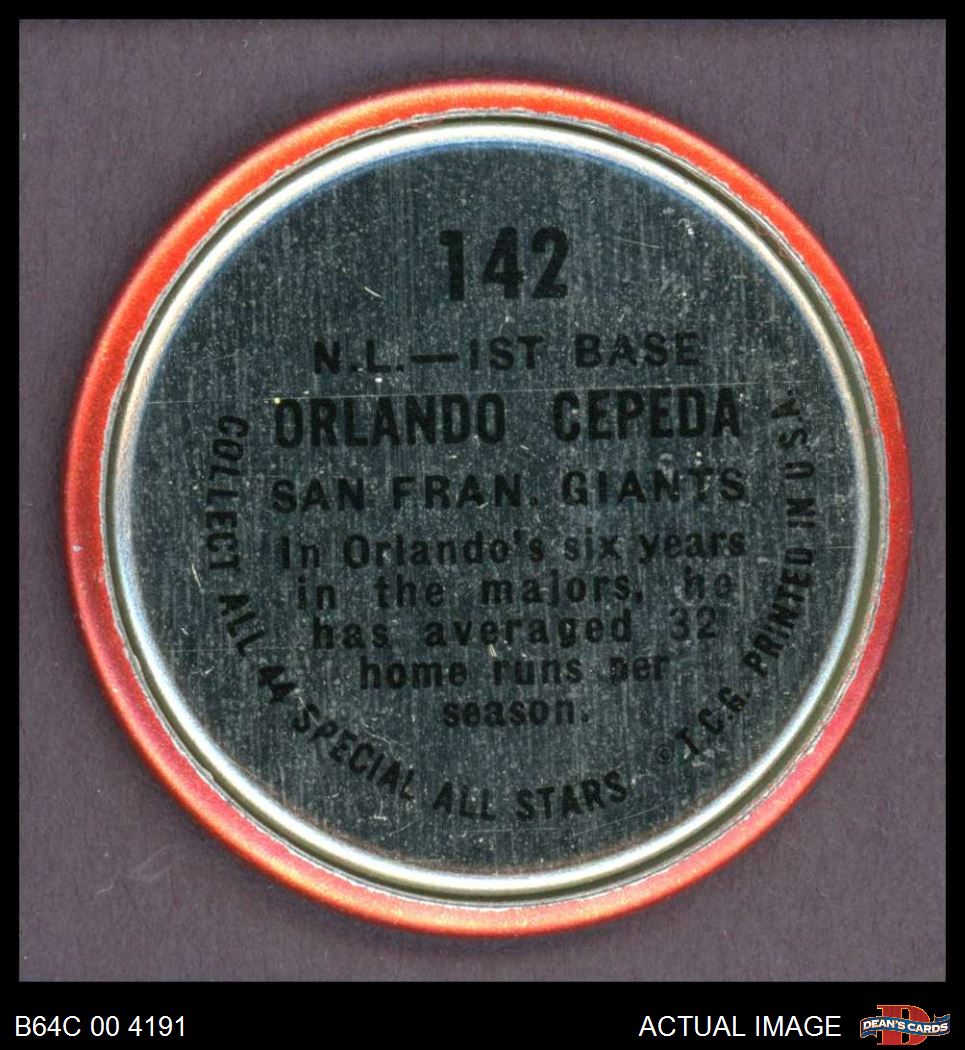 142
N.L.—1ST BASE
ORLANDO CEPEDA
SAN FRAN. GIANTS
In Orlando's six years
in the majors, he
has averaged 32
home runs per
season.
COLLECT ALL 44 SPECIAL ALL STARS
© T.C.G. PRINTED IN U.S.A.
B64C 00 4191
ACTUAL IMAGE
DEAN'S CARDS